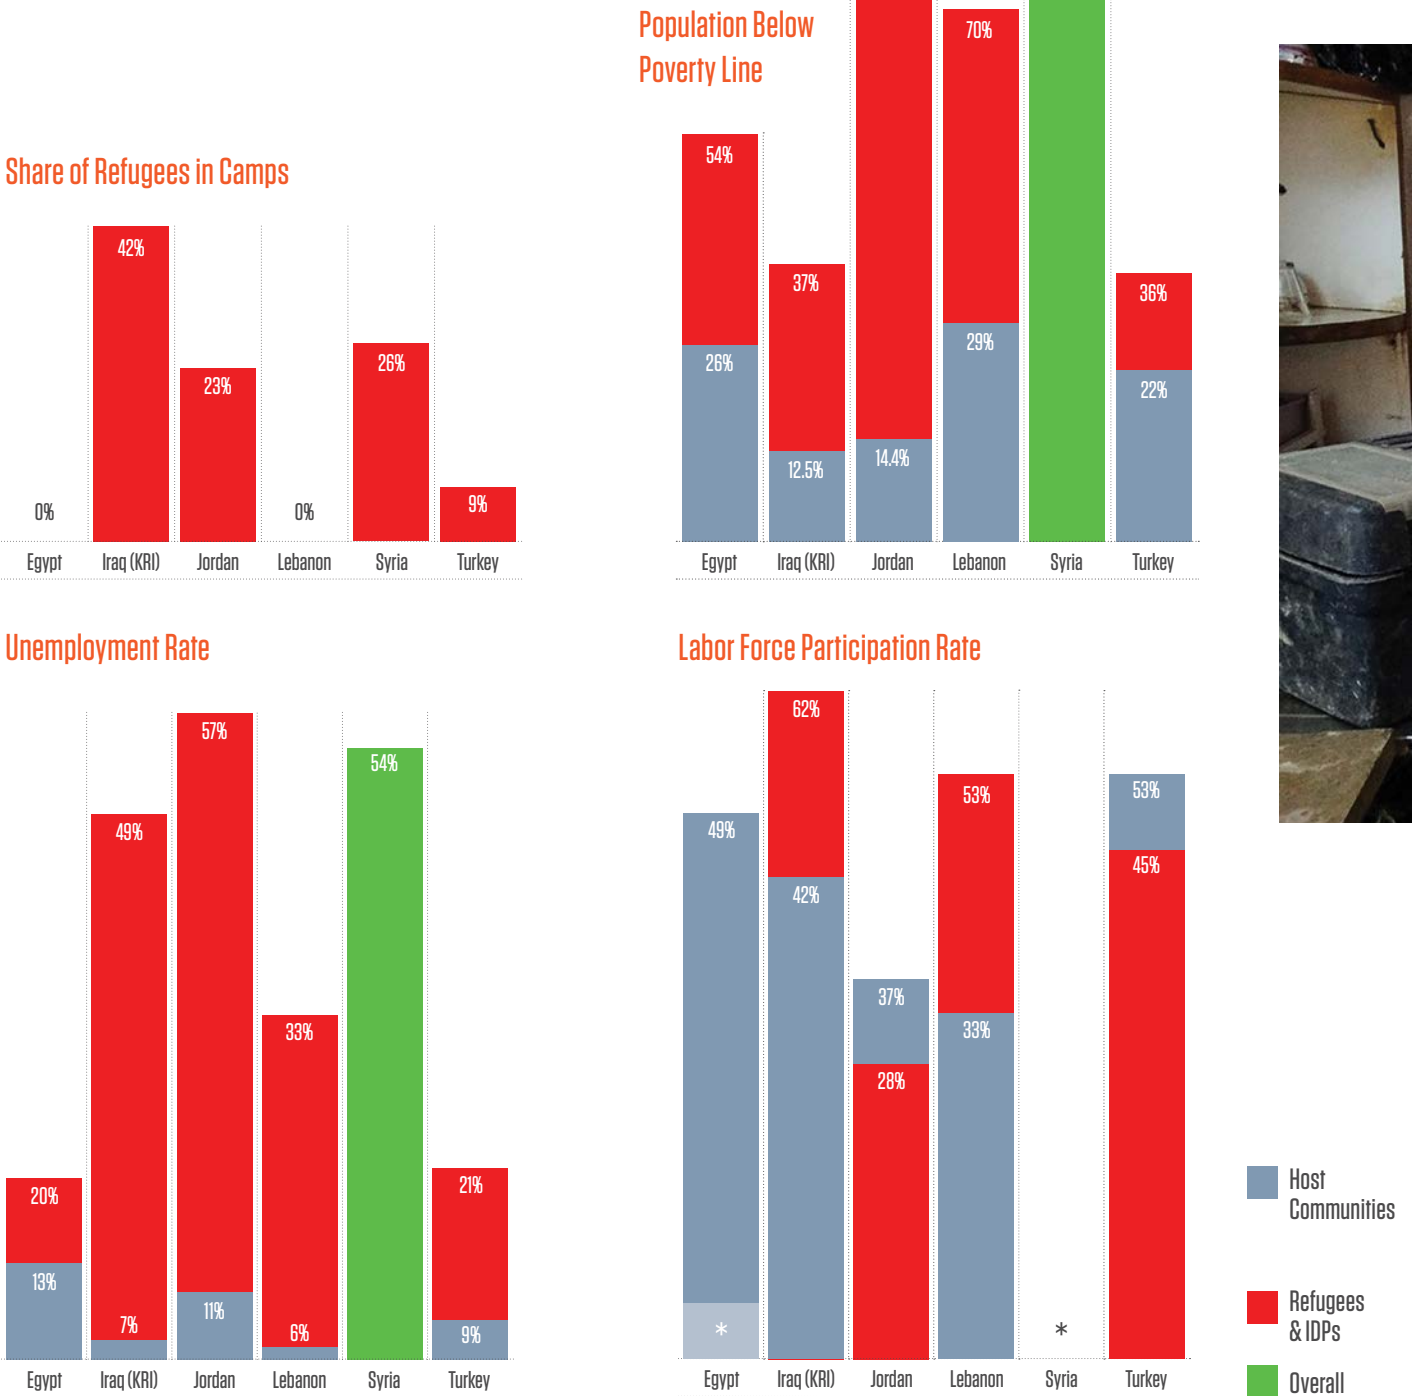 Population Below
Poverty Line
70%
54%
37%
36%
26%
12.5%
14.4%
29%
22%
Egypt Iraq (KRI) Jordan Lebanon Syria Turkey
Share of Refugees in Camps
0%
42%
23%
0%
26%
9%
Egypt Iraq (KRI) Jordan Lebanon Syria Turkey
Unemployment Rate
20%
13%
49%
7%
57%
11%
33%
6%
54%
21%
9%
Egypt Iraq (KRI) Jordan Lebanon Syria Turkey
Labor Force Participation Rate
49%
*
62%
42%
37%
28%
53%
33%
*
53%
45%
Egypt Iraq (KRI) Jordan Lebanon Syria Turkey
Host
Communities
Refugees
& IDPs
Overall